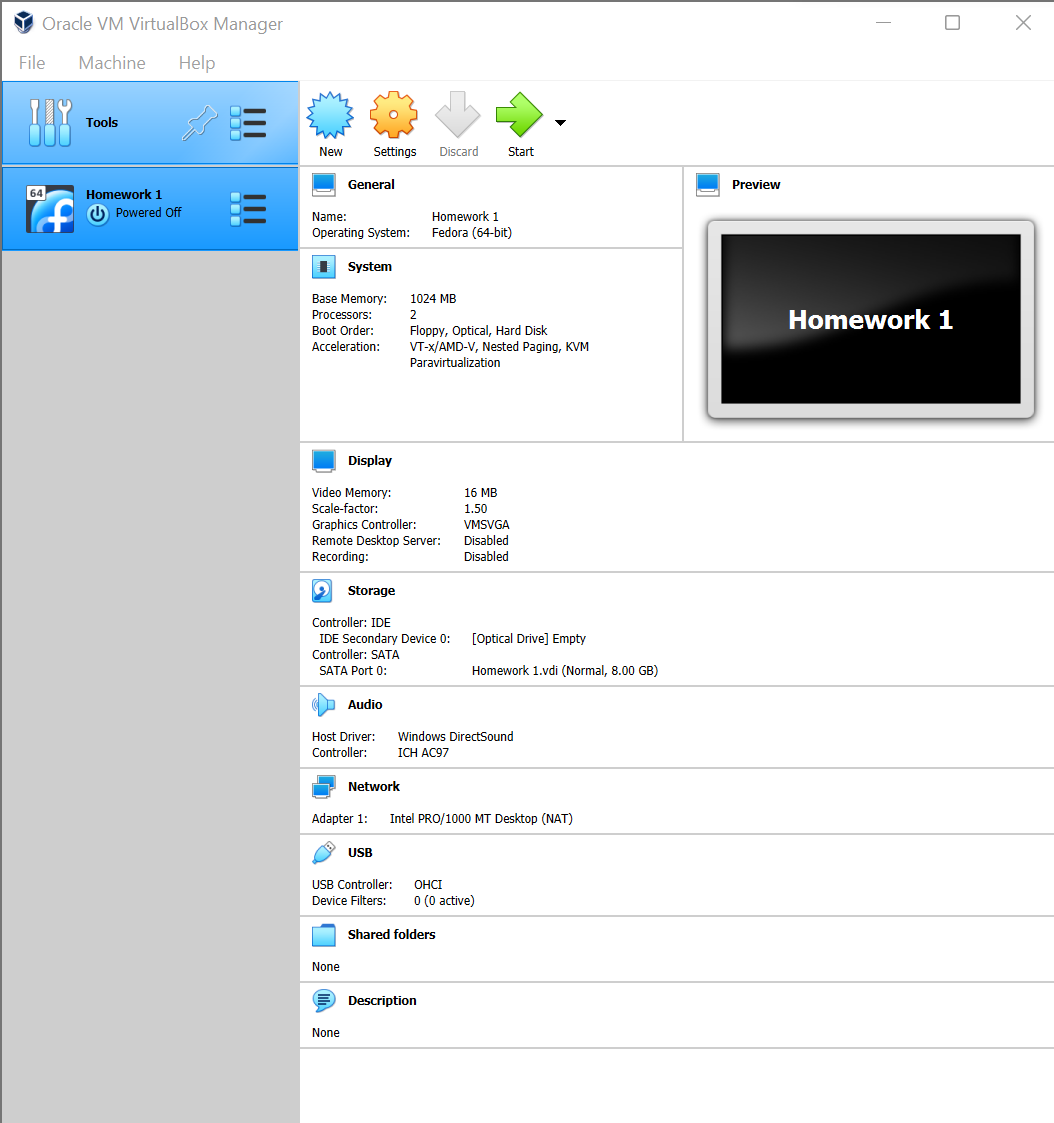 Oracle VM VirtualBox Manager
File Machine Help
Tools
New Settings Discard Start
64
Homework 1
Powered Off
General
Name: Homework 1
Operating System: Fedora (64-bit)
Preview
Homework 1
System
Base Memory: 1024 MB
Processors: 2
Boot Order: Floppy, Optical, Hard Disk
Acceleration: VT-x/AMD-V, Nested Paging, KVM
Paravirtualization
Display
Video Memory: 16 MB
Scale-factor: 1.50
Graphics Controller: VMSVGA
Remote Desktop Server: Disabled
Recording: Disabled
Storage
Controller: IDE
IDE Secondary Device 0: [Optical Drive] Empty
Controller: SATA
SATA Port 0: Homework 1.vdi (Normal, 8.00 GB)
Audio
Host Driver: Windows DirectSound
Controller: ICH AC97
Network
Adapter 1: Intel PRO/1000 MT Desktop (NAT)
USB
USB Controller: OHCI
Device Filters: 0 (0 active)
Shared folders
None
Description
None